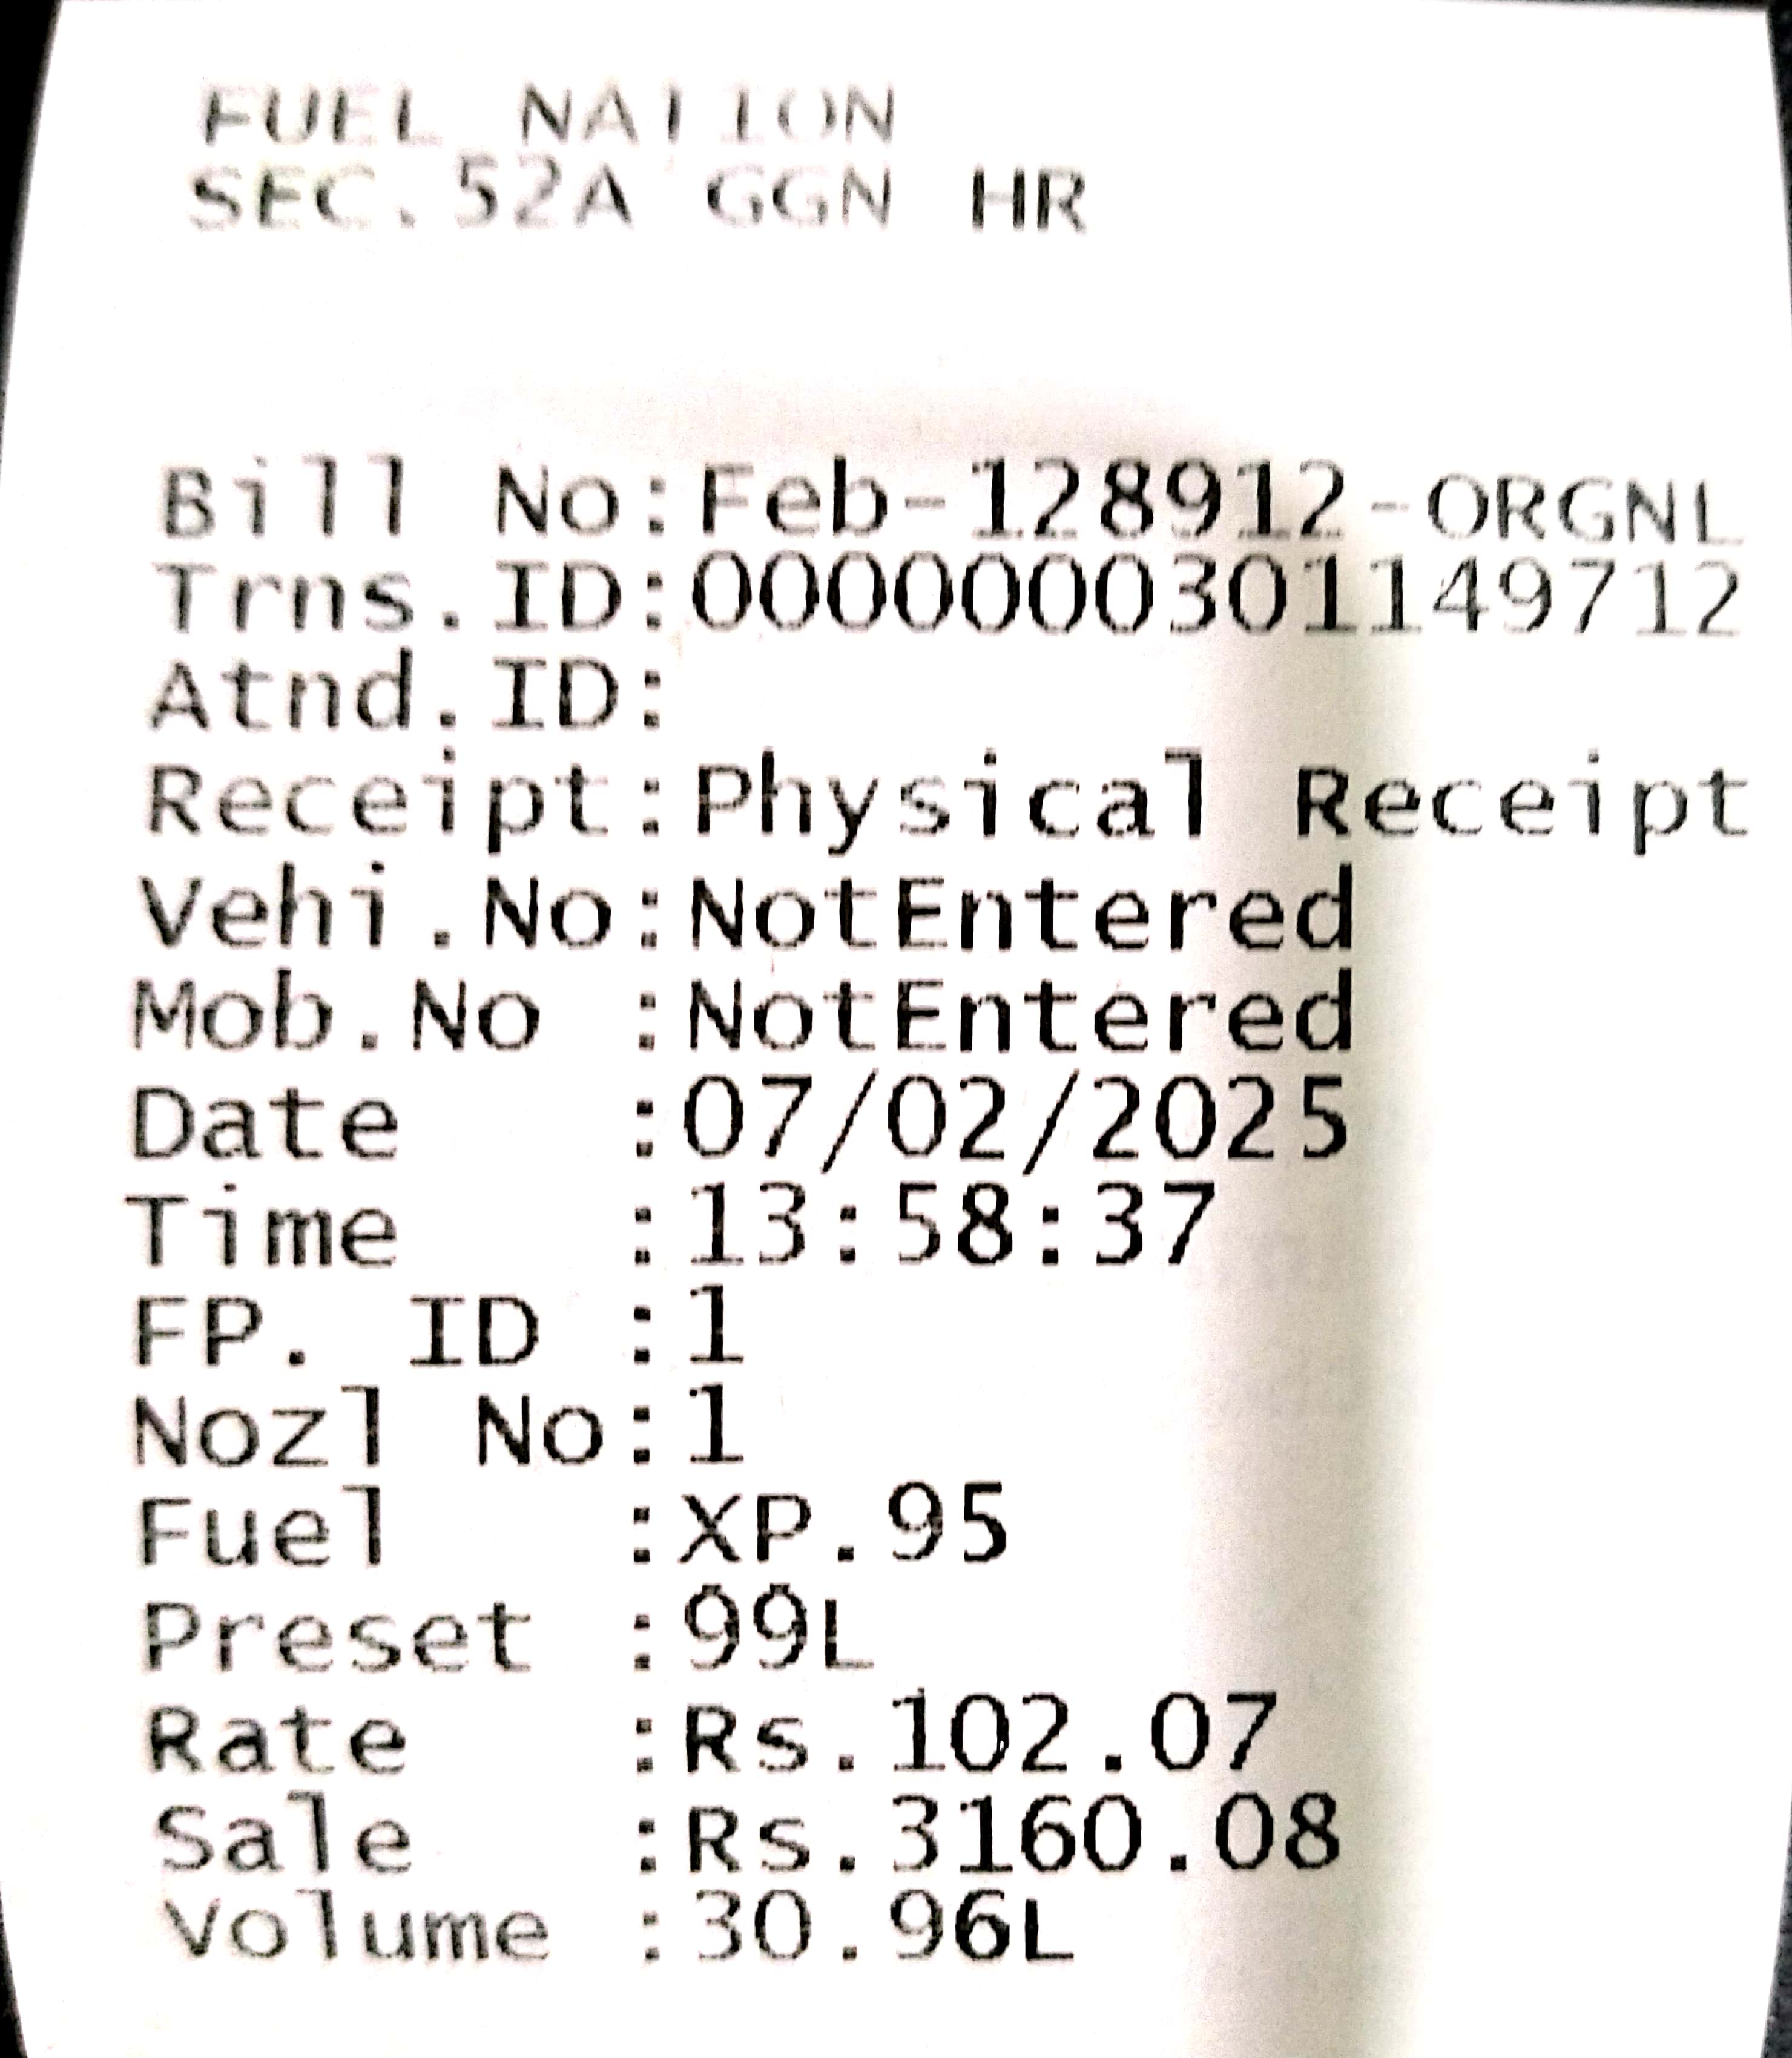 FUEL NATION
SEC.52A GGN HR
Bill No:Feb-128912-ORGNL
Trns.ID:0000000301149712
Atnd.ID:
Receipt:Physical Receipt
Vehi.No:NotEntered
Mob.No :NotEntered
Date :07/02/2025
Time :13:58:37
FP. ID :1
Nozl No:1
Fuel :XP.95
Preset :99L
Rate :Rs.102.07
Sale :Rs.3160.08
Volume :30.96L